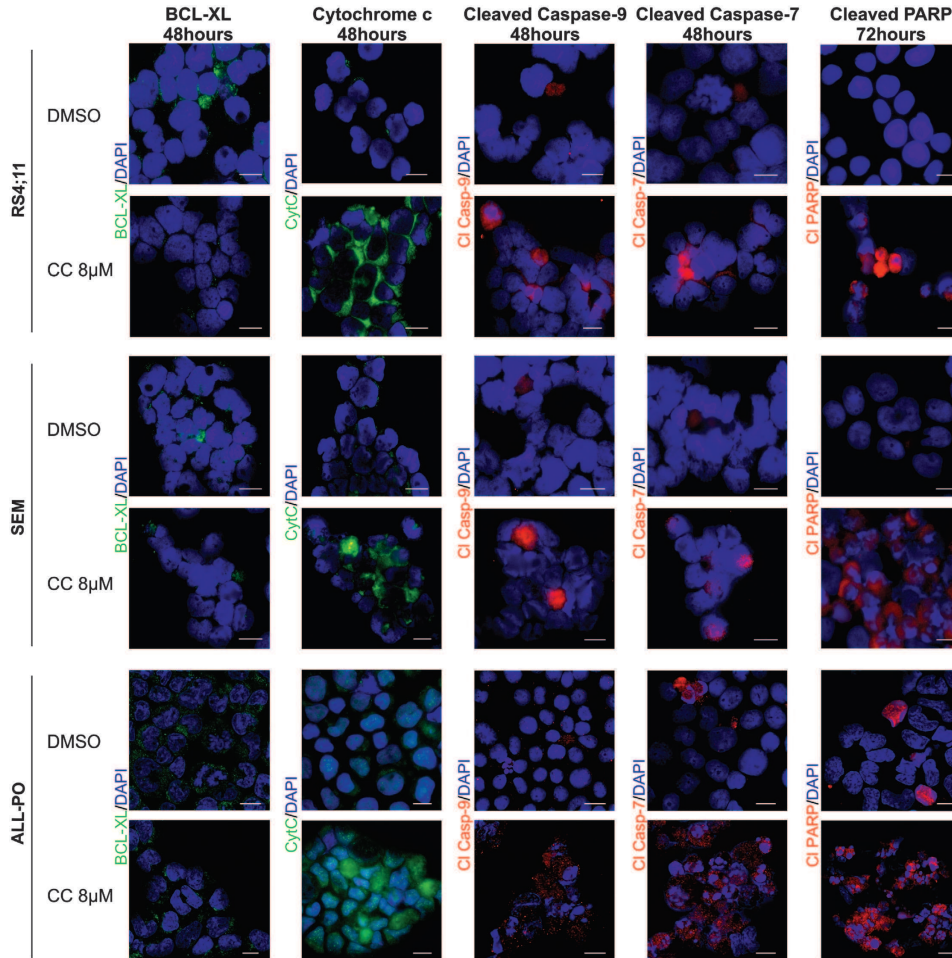 BCL-XL Cytochrome c Cleaved Caspase-9 Cleaved Caspase-7 Cleaved PARP
48hours 48hours 48hours 48hours 72hours
RS4;11
DMSO
CC 8µM
BCL-XL/DAPI
CytC/DAPI
Cl Casp-9/DAPI
Cl Casp-7/DAPI
Cl PARP/DAPI
SEM
DMSO
CC 8µM
BCL-XL/DAPI
CytC/DAPI
Cl Casp-9/DAPI
Cl Casp-7/DAPI
Cl PARP/DAPI
ALL-PO
DMSO
CC 8µM
BCL-XL/DAPI
CytC/DAPI
Cl Casp-9/DAPI
Cl Casp-7/DAPI
Cl PARP/DAPI